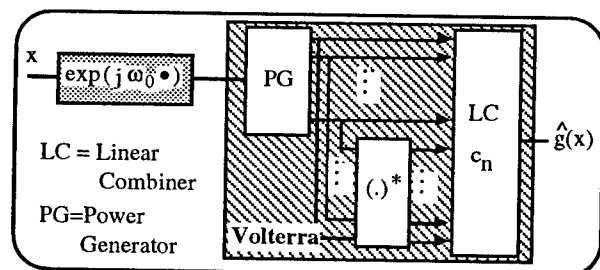 x
exp(j ω₀ •)
PG
LC
cₙ
ĝ(x)
LC = Linear
Combiner
(.)*
PG=Power
Generator
Volterra